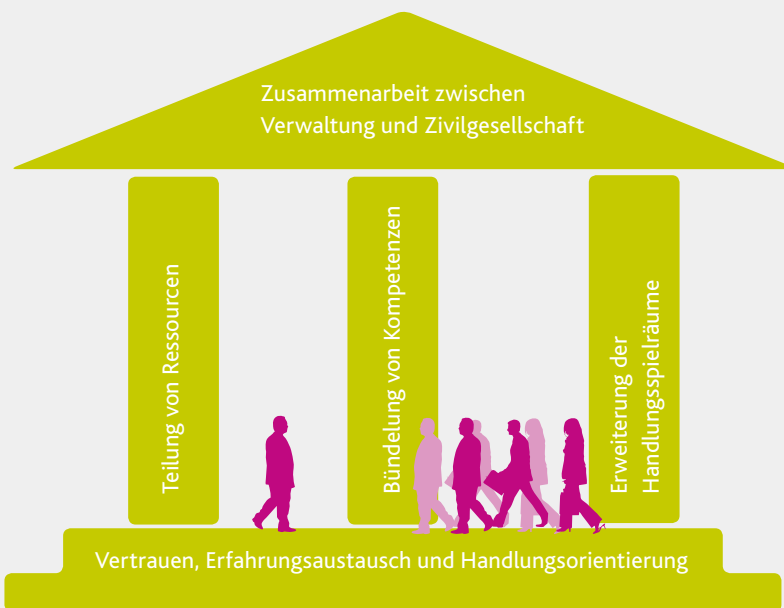 Zusammenarbeit zwischen
Verwaltung und Zivilgesellschaft
Teilung von Ressourcen
Bündelung von Kompetenzen
Erweiterung der
Handlungsspielräume
Vertrauen, Erfahrungsaustausch und Handlungsorientierung